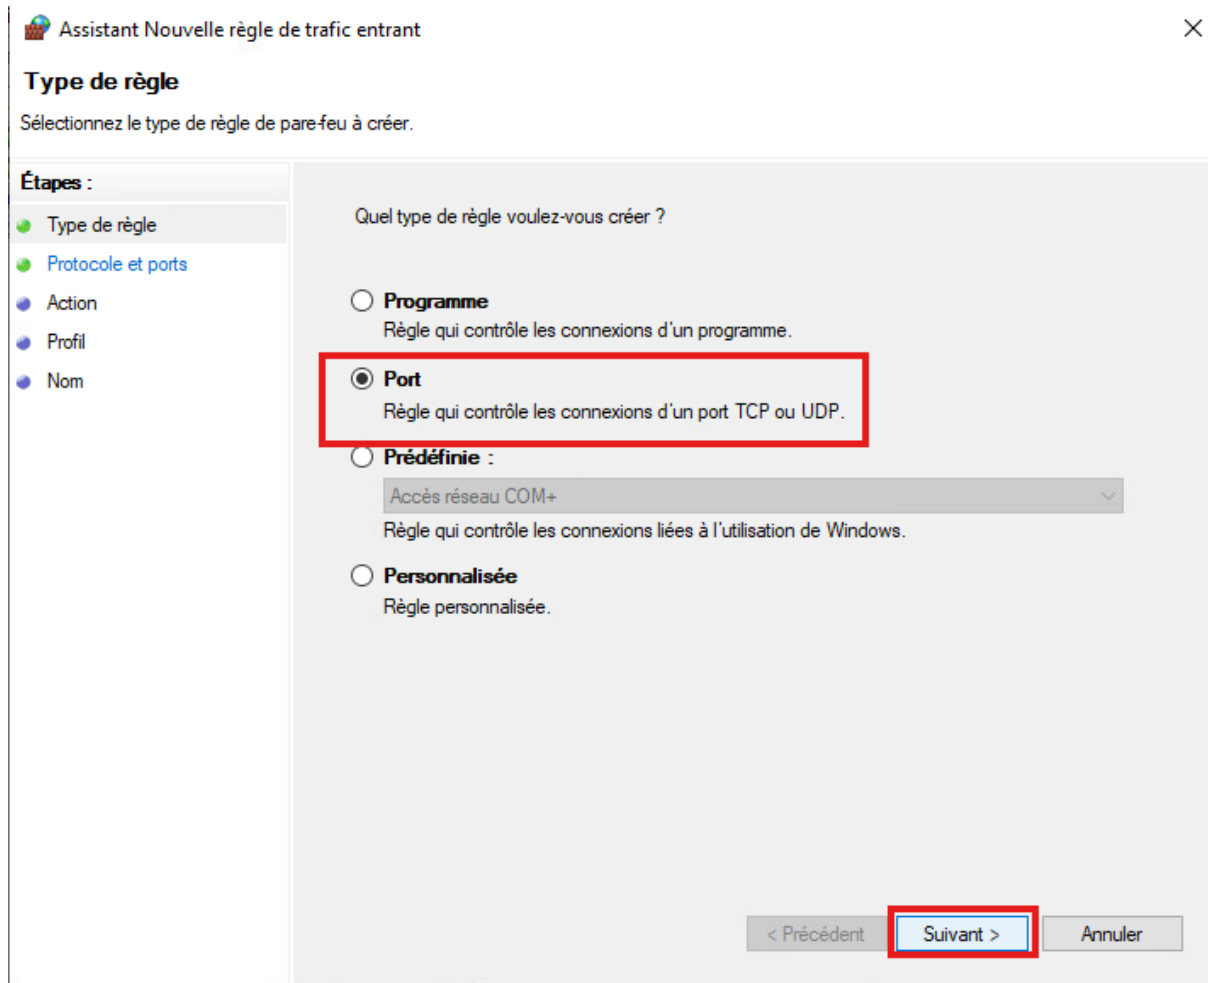 Assistant Nouvelle règle de trafic entrant
Type de règle
Sélectionnez le type de règle de pare-feu à créer.
Étapes :
Type de règle
Protocole et ports
Action
Profil
Nom
Quel type de règle voulez-vous créer ?
Programme
Règle qui contrôle les connexions d'un programme.
Port
Règle qui contrôle les connexions d'un port TCP ou UDP.
Prédéfinie :
Accès réseau COM+
Règle qui contrôle les connexions liées à l'utilisation de Windows.
Personnalisée
Règle personnalisée.
< Précédent
Suivant >
Annuler